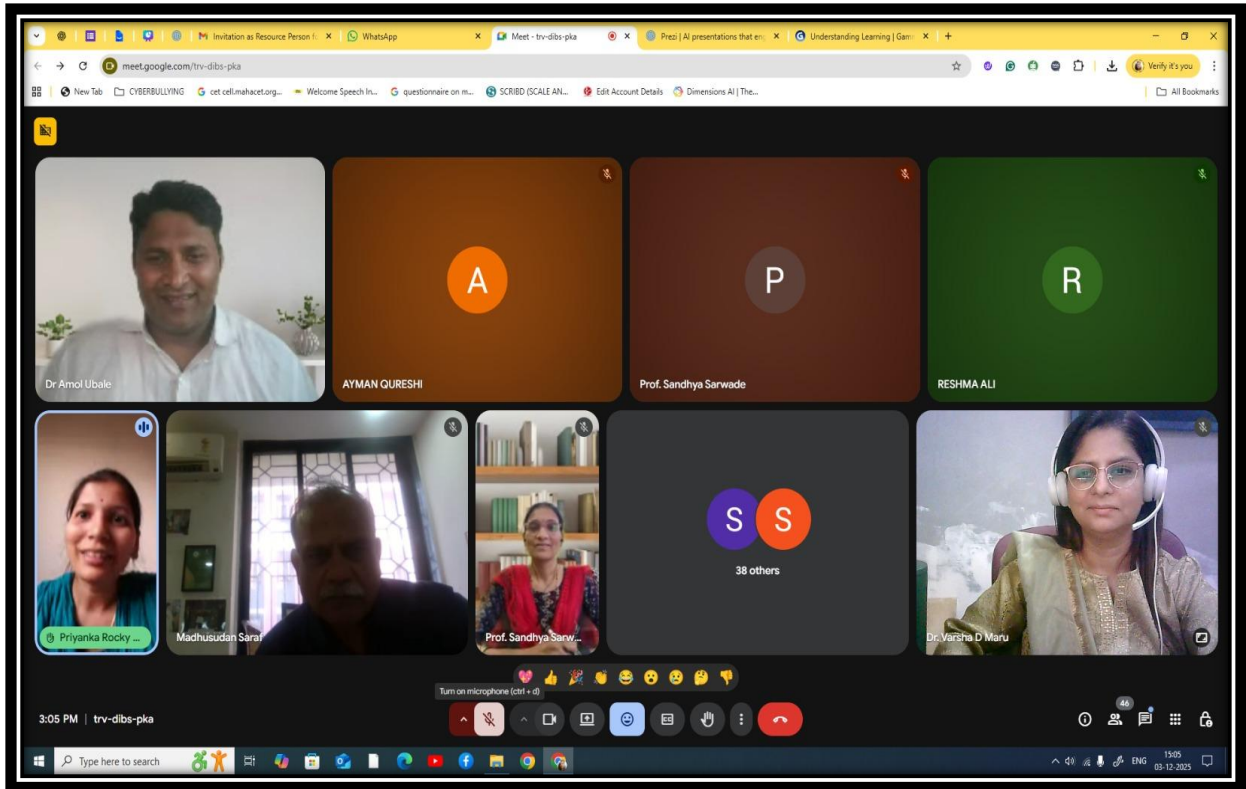 Invitation as Resource Person f
WhatsApp
Meet - trv-dibs-pka
Prezi | AI presentations that eng
Understanding Learning | Gam
meet.google.com/trv-dibs-pka
Verify it's you
New Tab
CYBERBULLYING
cet cell.mahacet.org...
Welcome Speech In...
questionnaire on m...
SCRIBD (SCALE AN...
Edit Account Details
Dimensions AI | The...
All Bookmarks
A
P
R
Dr Amol Ubale
AYMAN QURESHI
Prof. Sandhya Sarwade
RESHMA ALI
S S
38 others
Priyanka Rocky ...
Madhusudan Saraf
Prof. Sandhya Sarw...
Dr. Varsha D Maru
Turn on microphone (ctrl + d)
3:05 PM | trv-dibs-pka
CC
46
Type here to search
ENG
15:05
03-12-2025